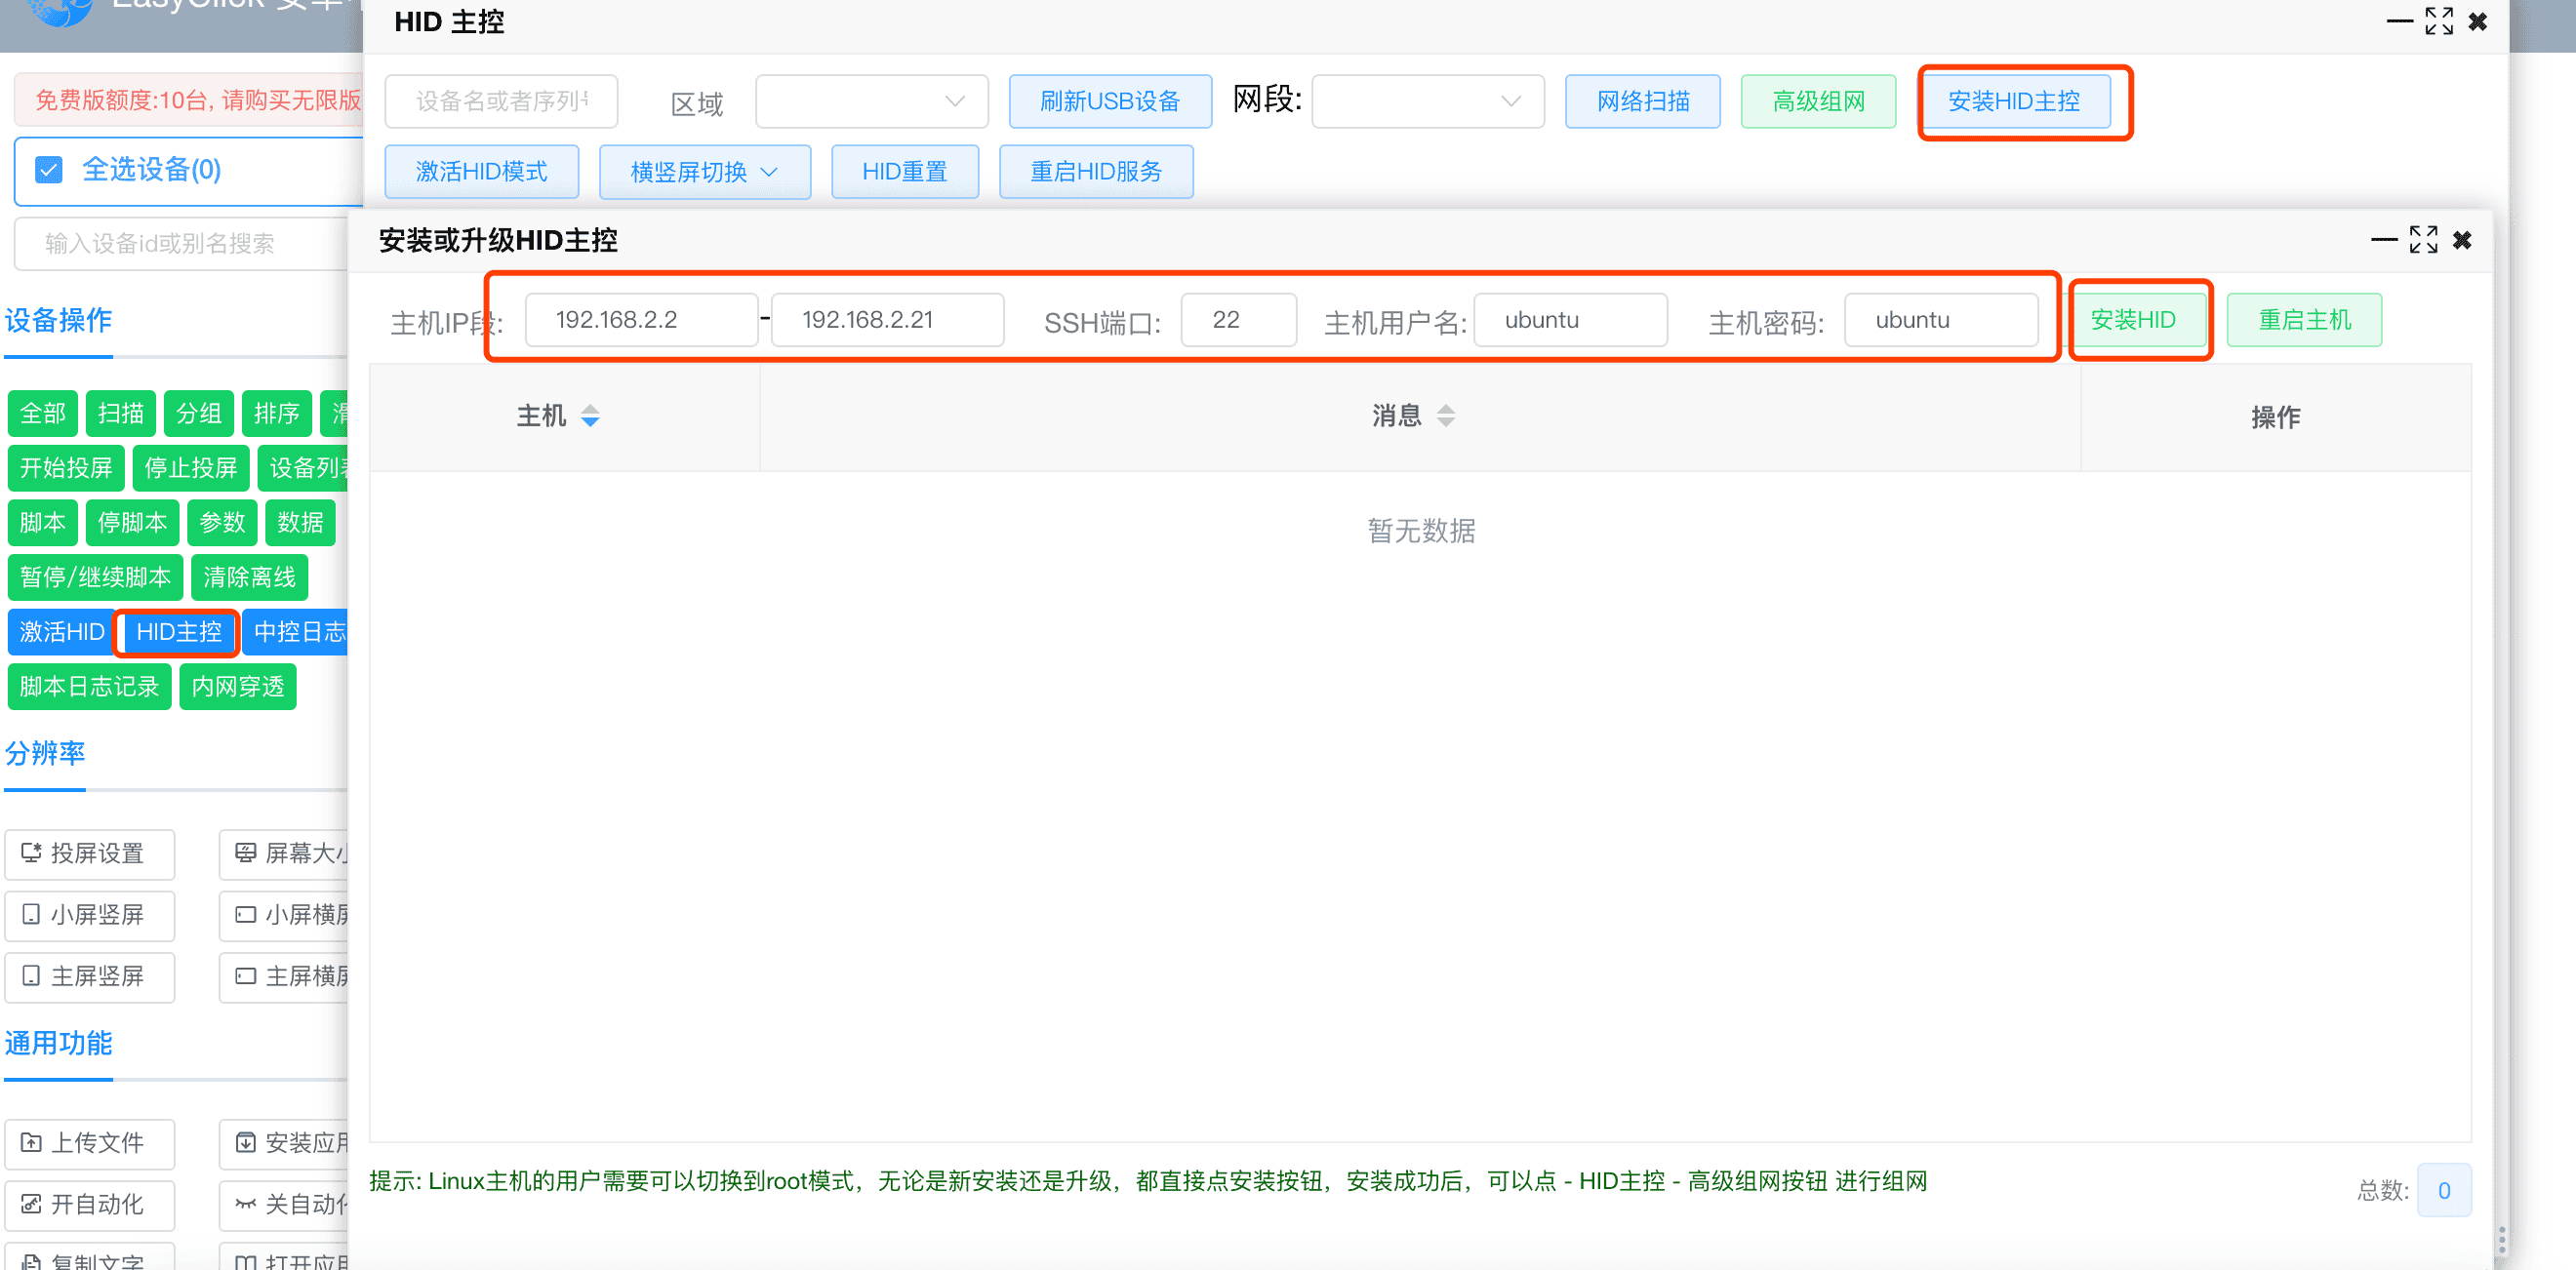 EasyClick 安卓
HID 主控
免费版额度:10台, 请购买无限版
设备名或者序列号
区域
刷新USB设备
网段:
网络扫描
高级组网
安装HID主控
全选设备(0)
激活HID模式
横竖屏切换
HID重置
重启HID服务
输入设备id或别名搜索
安装或升级HID主控
主机IP段:
192.168.2.2
-
192.168.2.21
SSH端口:
22
主机用户名:
ubuntu
主机密码:
ubuntu
安装HID
重启主机
设备操作
主机
消息
操作
暂无数据
全部
扫描
分组
排序
开始投屏
停止投屏
设备列表
脚本
停脚本
参数
数据
暂停/继续脚本
清除离线
激活HID
HID主控
中控日志
脚本日志记录
内网穿透
分辨率
投屏设置
屏幕大小
小屏竖屏
小屏横屏
主屏竖屏
主屏横屏
通用功能
上传文件
安装应用
开自动化
关自动化
复制文字
打开应用
提示: Linux主机的用户需要可以切换到root模式，无论是新安装还是升级，都直接点安装按钮，安装成功后，可以点 - HID主控 - 高级组网按钮 进行组网
总数:
0